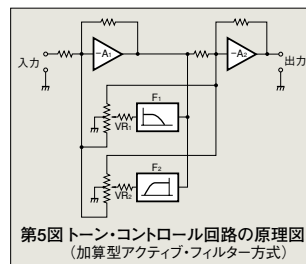 -A₁
-A₂
入力
出力
F₁
VR₁
F₂
VR₂
第5図 トーン・コントロール回路の原理図
(加算型アクティブ・フィルター方式)